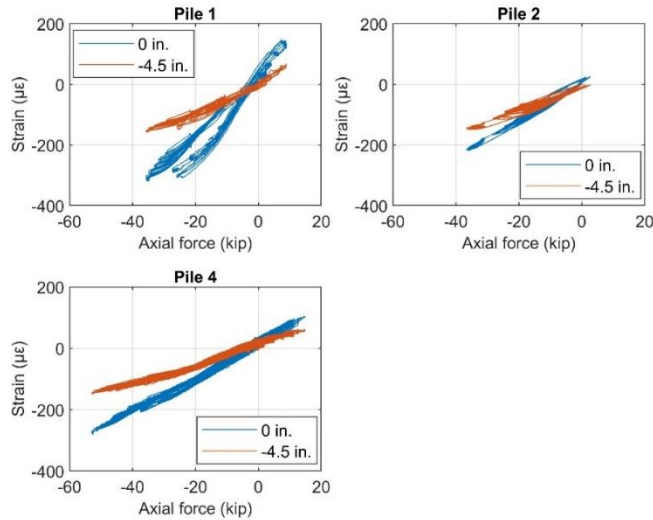 Pile 1
200
0
-200
-400
Strain (με)
0 in.
-4.5 in.
-60 -40 -20 0 20
Axial force (kip)
Pile 2
200
0
-200
-400
Strain (με)
0 in.
-4.5 in.
-60 -40 -20 0 20
Axial force (kip)
Pile 4
200
0
-200
-400
Strain (με)
0 in.
-4.5 in.
-60 -40 -20 0 20
Axial force (kip)